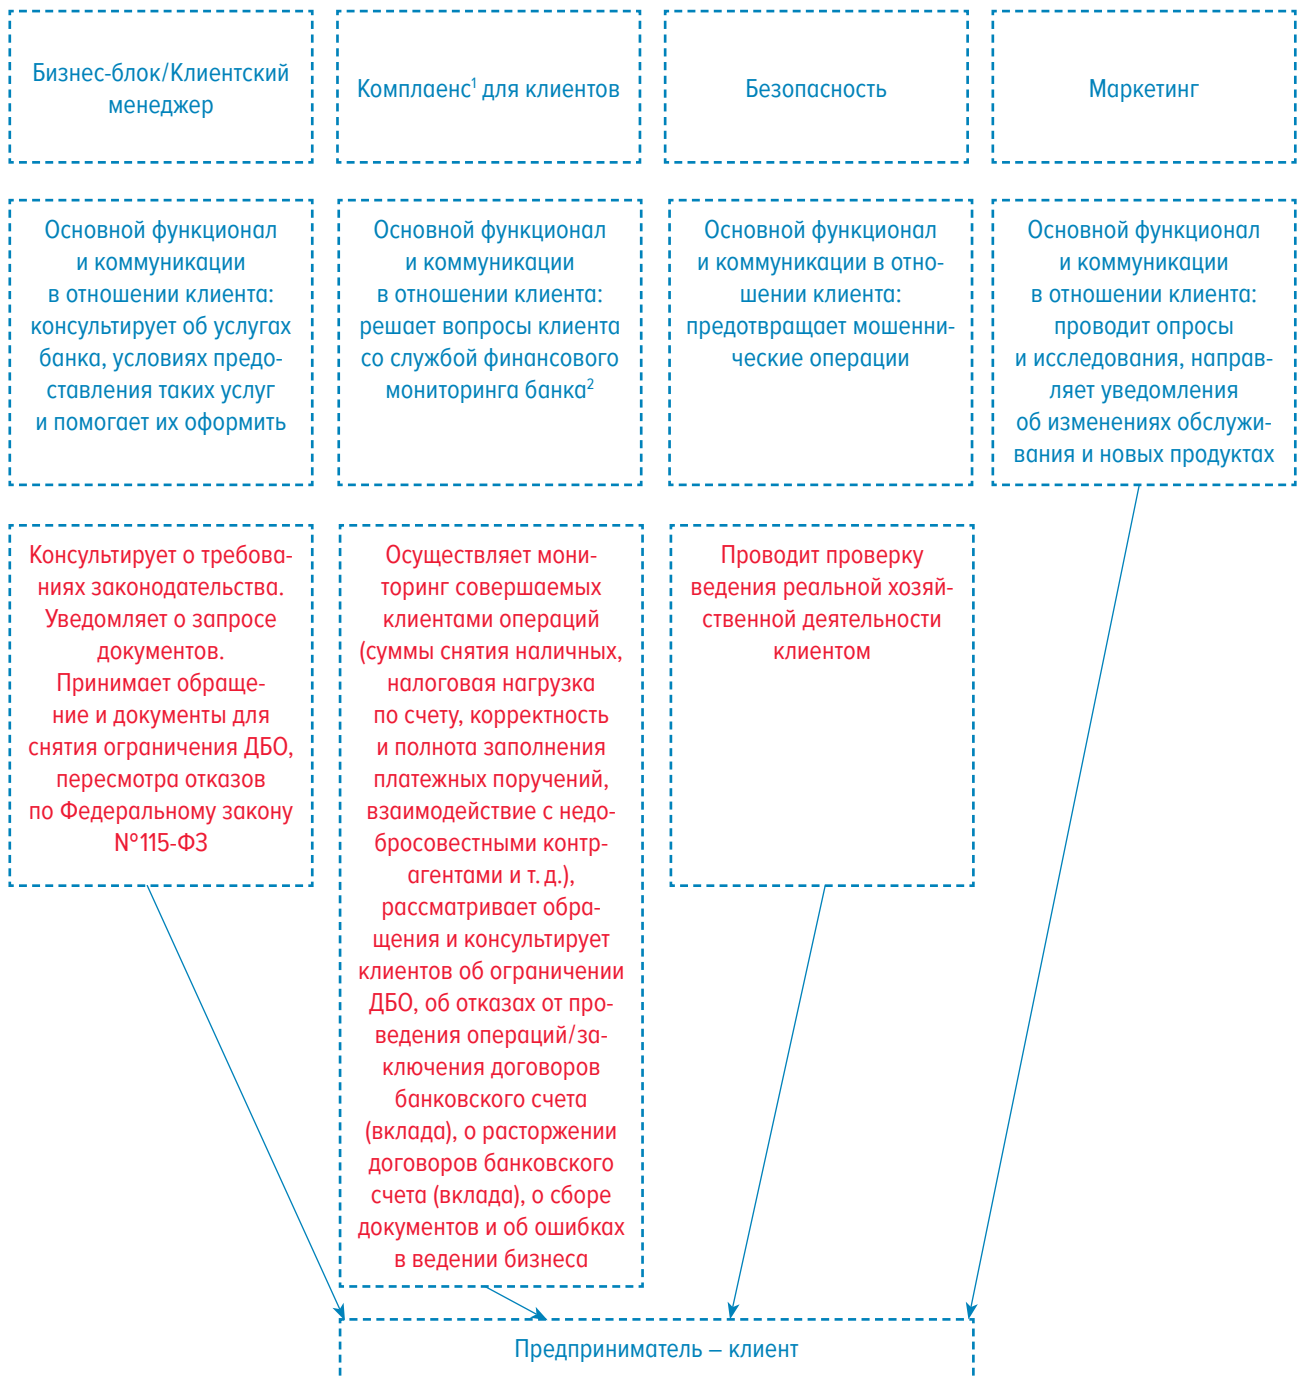 Бизнес-блок/Клиентский
менеджер
Комплаенс¹ для клиентов
Безопасность
Маркетинг
Основной функционал
и коммуникации
в отношении клиента:
консультирует об услугах
банка, условиях предо-
ставления таких услуг
и помогает их оформить
Основной функционал
и коммуникации
в отношении клиента:
решает вопросы клиента
со службой финансового
мониторинга банка²
Основной функционал
и коммуникации в отно-
шении клиента:
предотвращает мошенни-
ческие операции
Основной функционал
и коммуникации
в отношении клиента:
проводит опросы
и исследования, направ-
ляет уведомления
об изменениях обслужи-
вания и новых продуктах
Консультирует о требова-
ниях законодательства.
Уведомляет о запросе
документов.
Принимает обраще-
ние и документы для
снятия ограничения ДБО,
пересмотра отказов
по Федеральному закону
N°115-ФЗ
Осуществляет мони-
торинг совершаемых
клиентами операций
(суммы снятия наличных,
налоговая нагрузка
по счету, корректность
и полнота заполнения
платежных поручений,
взаимодействие с недо-
бросовестными контр-
агентами и т. д.),
рассматривает обра-
щения и консультирует
клиентов об ограничении
ДБО, об отказах от про-
ведения операций/за-
ключения договоров
банковского счета
(вклада), о расторжении
договоров банковского
счета (вклада), о сборе
документов и об ошибках
в ведении бизнеса
Проводит проверку
ведения реальной хозяй-
ственной деятельности
клиентом
Предприниматель – клиент